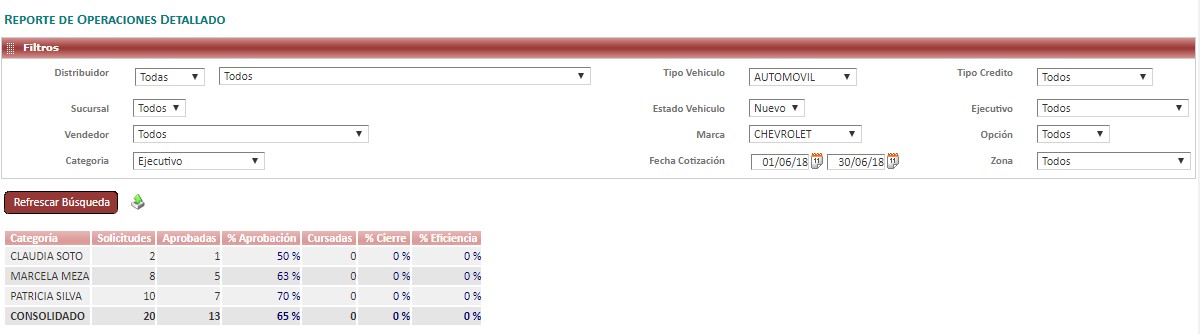 REPORTE DE OPERACIONES DETALLADO
Filtros
Distribuidor Todas Todos Tipo Vehiculo AUTOMOVIL Tipo Credito Todos
Sucursal Todos Estado Vehiculo Nuevo Ejecutivo Todos
Vendedor Todos Marca CHEVROLET Opción Todos
Categoria Ejecutivo Fecha Cotización 01/06/18 30/06/18 Zona Todos
Refrescar Búsqueda
Categoría Solicitudes Aprobadas % Aprobación Cursadas % Cierre % Eficiencia
CLAUDIA SOTO 2 1 50 % 0 0 % 0 %
MARCELA MEZA 8 5 63 % 0 0 % 0 %
PATRICIA SILVA 10 7 70 % 0 0 % 0 %
CONSOLIDADO 20 13 65 % 0 0 % 0 %